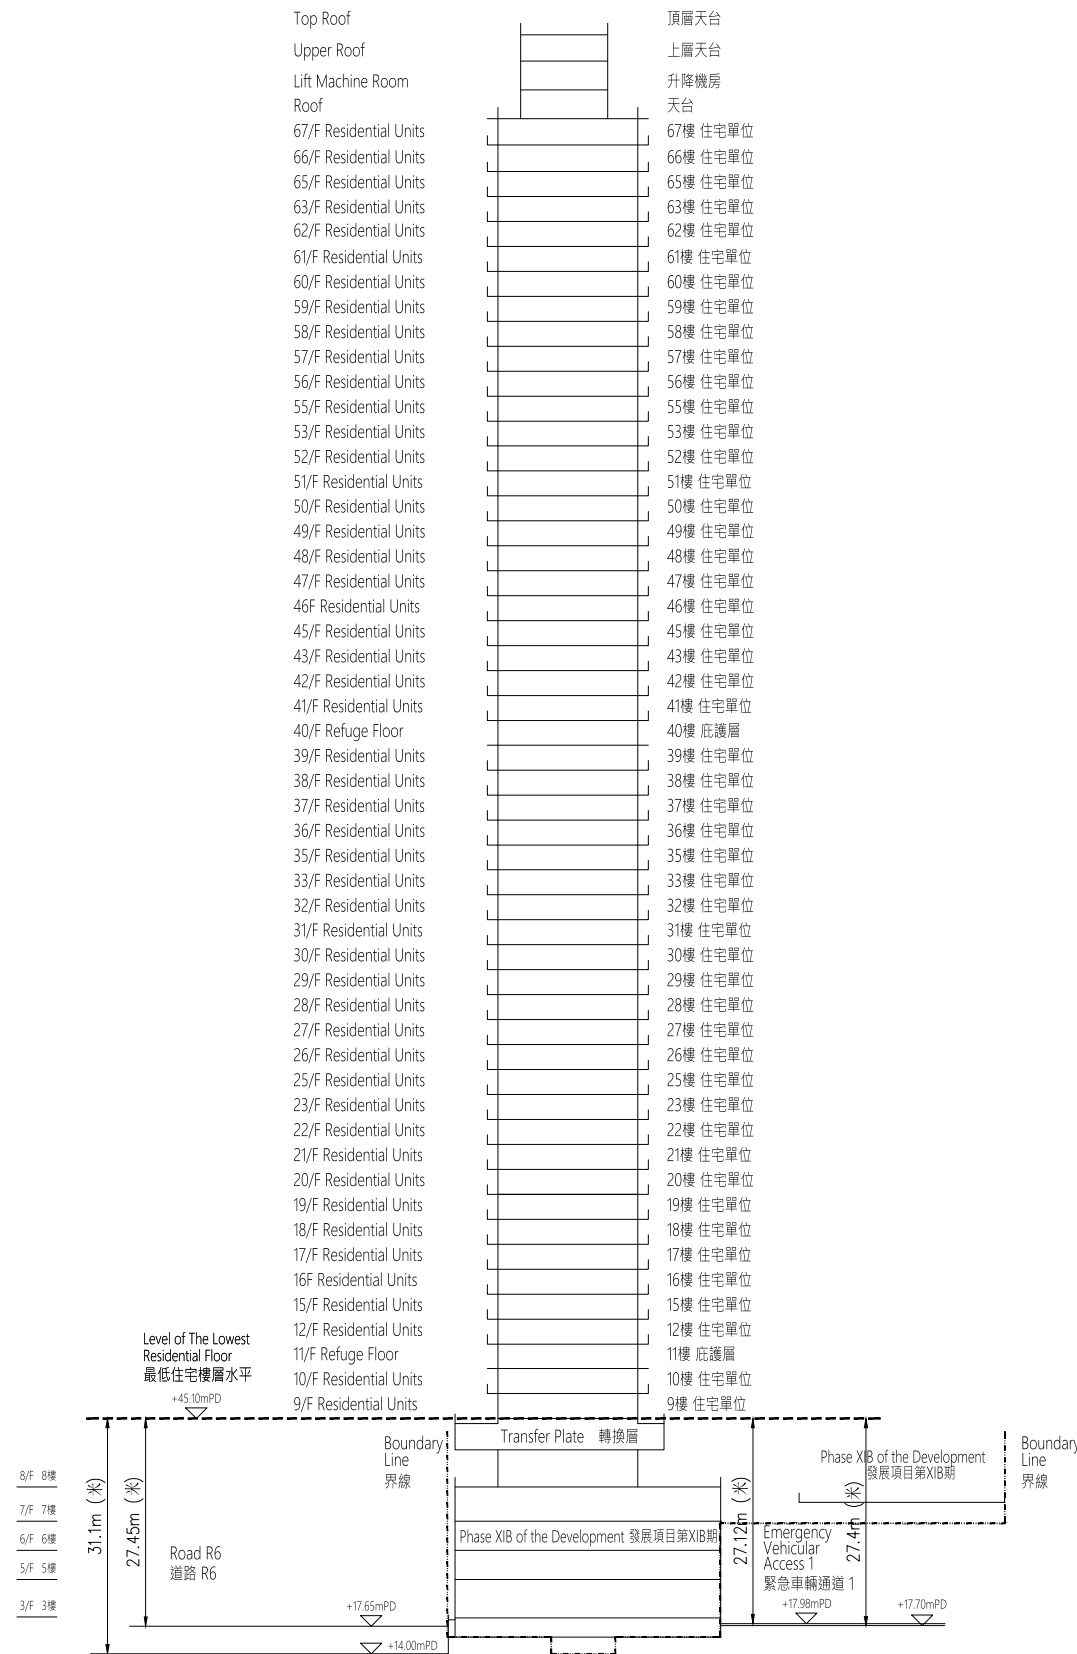 Top Roof 頂層天台
Upper Roof 上層天台
Lift Machine Room 升降機房
Roof 天台
67/F Residential Units 67樓 住宅單位
66/F Residential Units 66樓 住宅單位
65/F Residential Units 65樓 住宅單位
63/F Residential Units 63樓 住宅單位
62/F Residential Units 62樓 住宅單位
61/F Residential Units 61樓 住宅單位
60/F Residential Units 60樓 住宅單位
59/F Residential Units 59樓 住宅單位
58/F Residential Units 58樓 住宅單位
57/F Residential Units 57樓 住宅單位
56/F Residential Units 56樓 住宅單位
55/F Residential Units 55樓 住宅單位
53/F Residential Units 53樓 住宅單位
52/F Residential Units 52樓 住宅單位
51/F Residential Units 51樓 住宅單位
50/F Residential Units 50樓 住宅單位
49/F Residential Units 49樓 住宅單位
48/F Residential Units 48樓 住宅單位
47/F Residential Units 47樓 住宅單位
46F Residential Units 46樓 住宅單位
45/F Residential Units 45樓 住宅單位
43/F Residential Units 43樓 住宅單位
42/F Residential Units 42樓 住宅單位
41/F Residential Units 41樓 住宅單位
40/F Refuge Floor 40樓 庇護層
39/F Residential Units 39樓 住宅單位
38/F Residential Units 38樓 住宅單位
37/F Residential Units 37樓 住宅單位
36/F Residential Units 36樓 住宅單位
35/F Residential Units 35樓 住宅單位
33/F Residential Units 33樓 住宅單位
32/F Residential Units 32樓 住宅單位
31/F Residential Units 31樓 住宅單位
30/F Residential Units 30樓 住宅單位
29/F Residential Units 29樓 住宅單位
28/F Residential Units 28樓 住宅單位
27/F Residential Units 27樓 住宅單位
26/F Residential Units 26樓 住宅單位
25/F Residential Units 25樓 住宅單位
23/F Residential Units 23樓 住宅單位
22/F Residential Units 22樓 住宅單位
21/F Residential Units 21樓 住宅單位
20/F Residential Units 20樓 住宅單位
19/F Residential Units 19樓 住宅單位
18/F Residential Units 18樓 住宅單位
17/F Residential Units 17樓 住宅單位
16F Residential Units 16樓 住宅單位
15/F Residential Units 15樓 住宅單位
12/F Residential Units 12樓 住宅單位
11/F Refuge Floor 11樓 庇護層
10/F Residential Units 10樓 住宅單位
9/F Residential Units 9樓 住宅單位
Level of The Lowest
Residential Floor
最低住宅樓層水平
+45.10mPD
Transfer Plate 轉換層
Boundary
Line
界線
Phase XIB of the Development
發展項目第XIB期
Boundary
Line
界線
8/F 8樓
7/F 7樓
6/F 6樓
5/F 5樓
3/F 3樓
31.1m (米)
27.45m (米)
Road R6
道路 R6
Phase XIB of the Development 發展項目第XIB期
27.12m (米)
Emergency
Vehicular
Access 1
緊急車輛通道 1
27.4m (米)
+17.65mPD
+17.98mPD
+17.70mPD
+14.00mPD